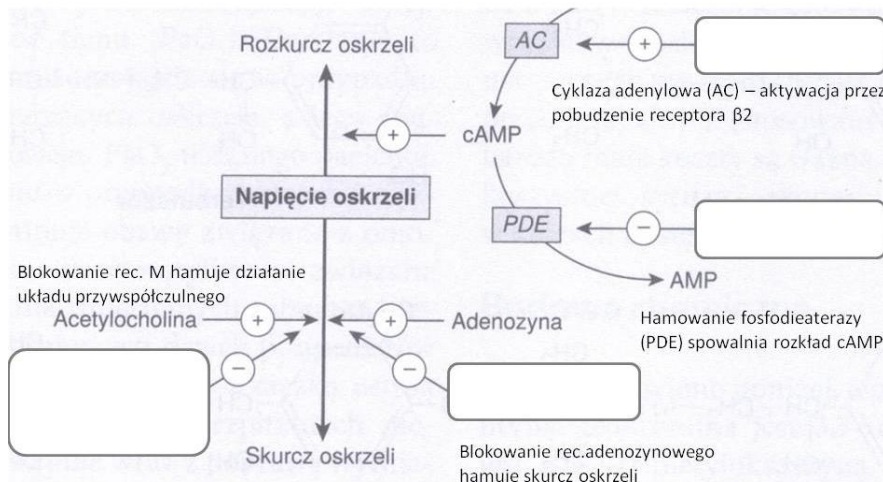 Rozkurcz oskrzeli
AC
+
Cyklaza adenylowa (AC) – aktywacja przez
pobudzenie receptora β2
+
cAMP
Napięcie oskrzeli
PDE
−
AMP
Hamowanie fosfodieaterazy
(PDE) spowalnia rozkład cAMP
Blokowanie rec. M hamuje działanie
układu przywspółczulnego
Acetylocholina
+
+
Adenozyna
−
−
Skurcz oskrzeli
Blokowanie rec.adenozynowego
hamuje skurcz oskrzeli